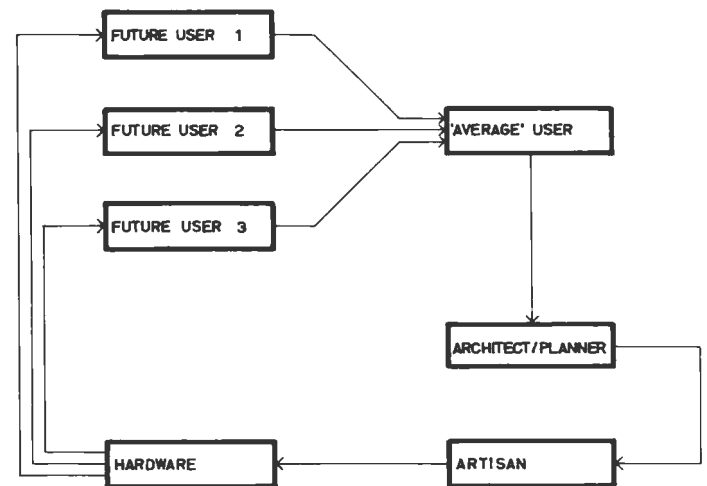 FUTURE USER 1
FUTURE USER 2
'AVERAGE' USER
FUTURE USER 3
ARCHITECT/PLANNER
HARDWARE
ARTISAN